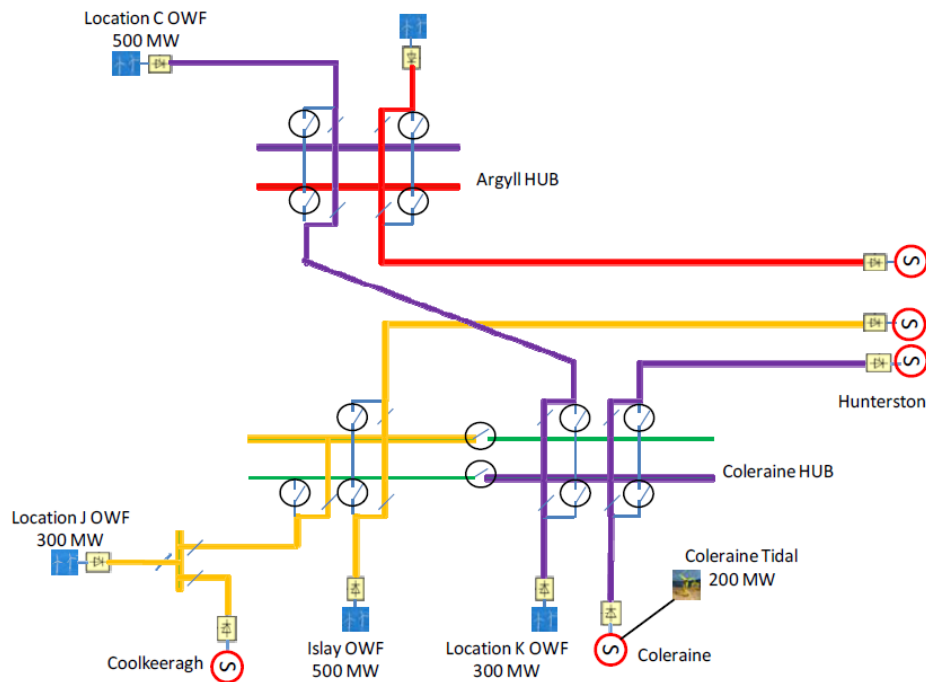 Location C OWF
500 MW
Argyll HUB
S
S
S
Hunterston
Coleraine HUB
Location J OWF
300 MW
Coleraine Tidal
200 MW
Coolkeeragh
S
Islay OWF
500 MW
Location K OWF
300 MW
S
Coleraine